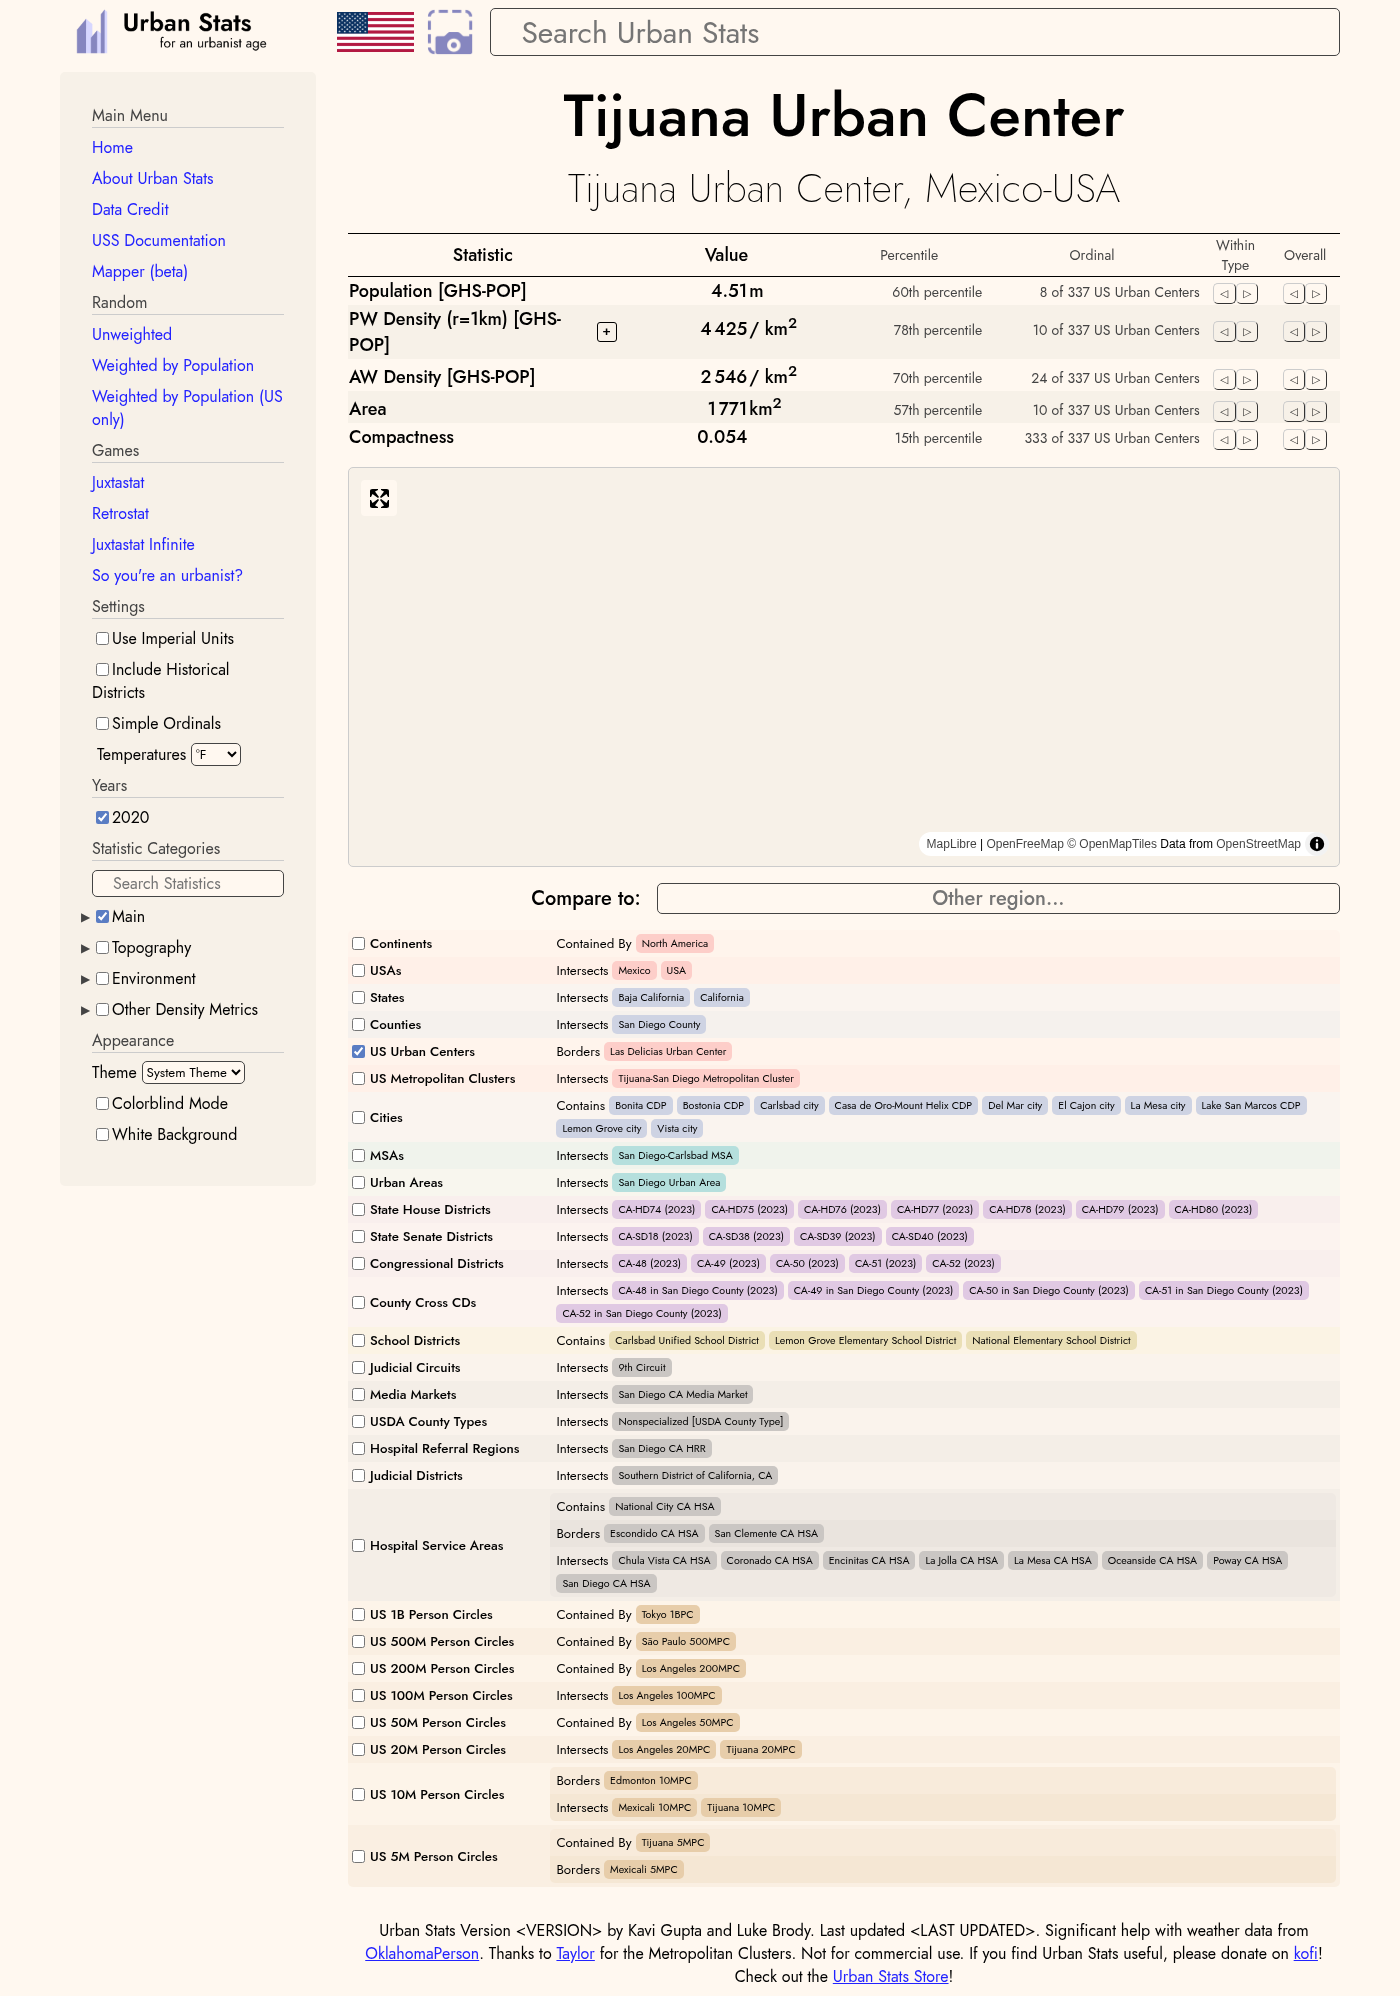 Urban Stats
for an urbanist age
Search Urban Stats
Main Menu
Home
About Urban Stats
Data Credit
USS Documentation
Mapper (beta)
Random
Unweighted
Weighted by Population
Weighted by Population (US
only)
Games
Juxtastat
Retrostat
Juxtastat Infinite
So you're an urbanist?
Settings
Use Imperial Units
Include Historical
Districts
Simple Ordinals
Temperatures °F
Years
2020
Statistic Categories
Search Statistics
Main
Topography
Environment
Other Density Metrics
Appearance
Theme System Theme
Colorblind Mode
White Background
Tijuana Urban Center
Tijuana Urban Center, Mexico-USA
Statistic Value Percentile Ordinal Within Type Overall
Population [GHS-POP] 4.51m 60th percentile 8 of 337 US Urban Centers
PW Density (r=1km) [GHS-
POP] + 4 425/ km2 78th percentile 10 of 337 US Urban Centers
AW Density [GHS-POP] 2 546/ km2 70th percentile 24 of 337 US Urban Centers
Area 1 771km2 57th percentile 10 of 337 US Urban Centers
Compactness 0.054 15th percentile 333 of 337 US Urban Centers
MapLibre | OpenFreeMap © OpenMapTiles Data from OpenStreetMap
Compare to: Other region...
Continents Contained By North America
USAs Intersects Mexico USA
States Intersects Baja California California
Counties Intersects San Diego County
US Urban Centers Borders Las Delicias Urban Center
US Metropolitan Clusters Intersects Tijuana-San Diego Metropolitan Cluster
Cities Contains Bonita CDP Bostonia CDP Carlsbad city Casa de Oro-Mount Helix CDP Del Mar city El Cajon city La Mesa city Lake San Marcos CDP
Lemon Grove city Vista city
MSAs Intersects San Diego-Carlsbad MSA
Urban Areas Intersects San Diego Urban Area
State House Districts Intersects CA-HD74 (2023) CA-HD75 (2023) CA-HD76 (2023) CA-HD77 (2023) CA-HD78 (2023) CA-HD79 (2023) CA-HD80 (2023)
State Senate Districts Intersects CA-SD18 (2023) CA-SD38 (2023) CA-SD39 (2023) CA-SD40 (2023)
Congressional Districts Intersects CA-48 (2023) CA-49 (2023) CA-50 (2023) CA-51 (2023) CA-52 (2023)
County Cross CDs Intersects CA-48 in San Diego County (2023) CA-49 in San Diego County (2023) CA-50 in San Diego County (2023) CA-51 in San Diego County (2023)
CA-52 in San Diego County (2023)
School Districts Contains Carlsbad Unified School District Lemon Grove Elementary School District National Elementary School District
Judicial Circuits Intersects 9th Circuit
Media Markets Intersects San Diego CA Media Market
USDA County Types Intersects Nonspecialized [USDA County Type]
Hospital Referral Regions Intersects San Diego CA HRR
Judicial Districts Intersects Southern District of California, CA
Hospital Service Areas
Contains National City CA HSA
Borders Escondido CA HSA San Clemente CA HSA
Intersects Chula Vista CA HSA Coronado CA HSA Encinitas CA HSA La Jolla CA HSA La Mesa CA HSA Oceanside CA HSA Poway CA HSA
San Diego CA HSA
US 1B Person Circles Contained By Tokyo 1BPC
US 500M Person Circles Contained By São Paulo 500MPC
US 200M Person Circles Contained By Los Angeles 200MPC
US 100M Person Circles Intersects Los Angeles 100MPC
US 50M Person Circles Contained By Los Angeles 50MPC
US 20M Person Circles Intersects Los Angeles 20MPC Tijuana 20MPC
US 10M Person Circles
Borders Edmonton 10MPC
Intersects Mexicali 10MPC Tijuana 10MPC
US 5M Person Circles
Contained By Tijuana 5MPC
Borders Mexicali 5MPC
Urban Stats Version <VERSION> by Kavi Gupta and Luke Brody. Last updated <LAST UPDATED>. Significant help with weather data from
OklahomaPerson. Thanks to Taylor for the Metropolitan Clusters. Not for commercial use. If you find Urban Stats useful, please donate on kofi!
Check out the Urban Stats Store!